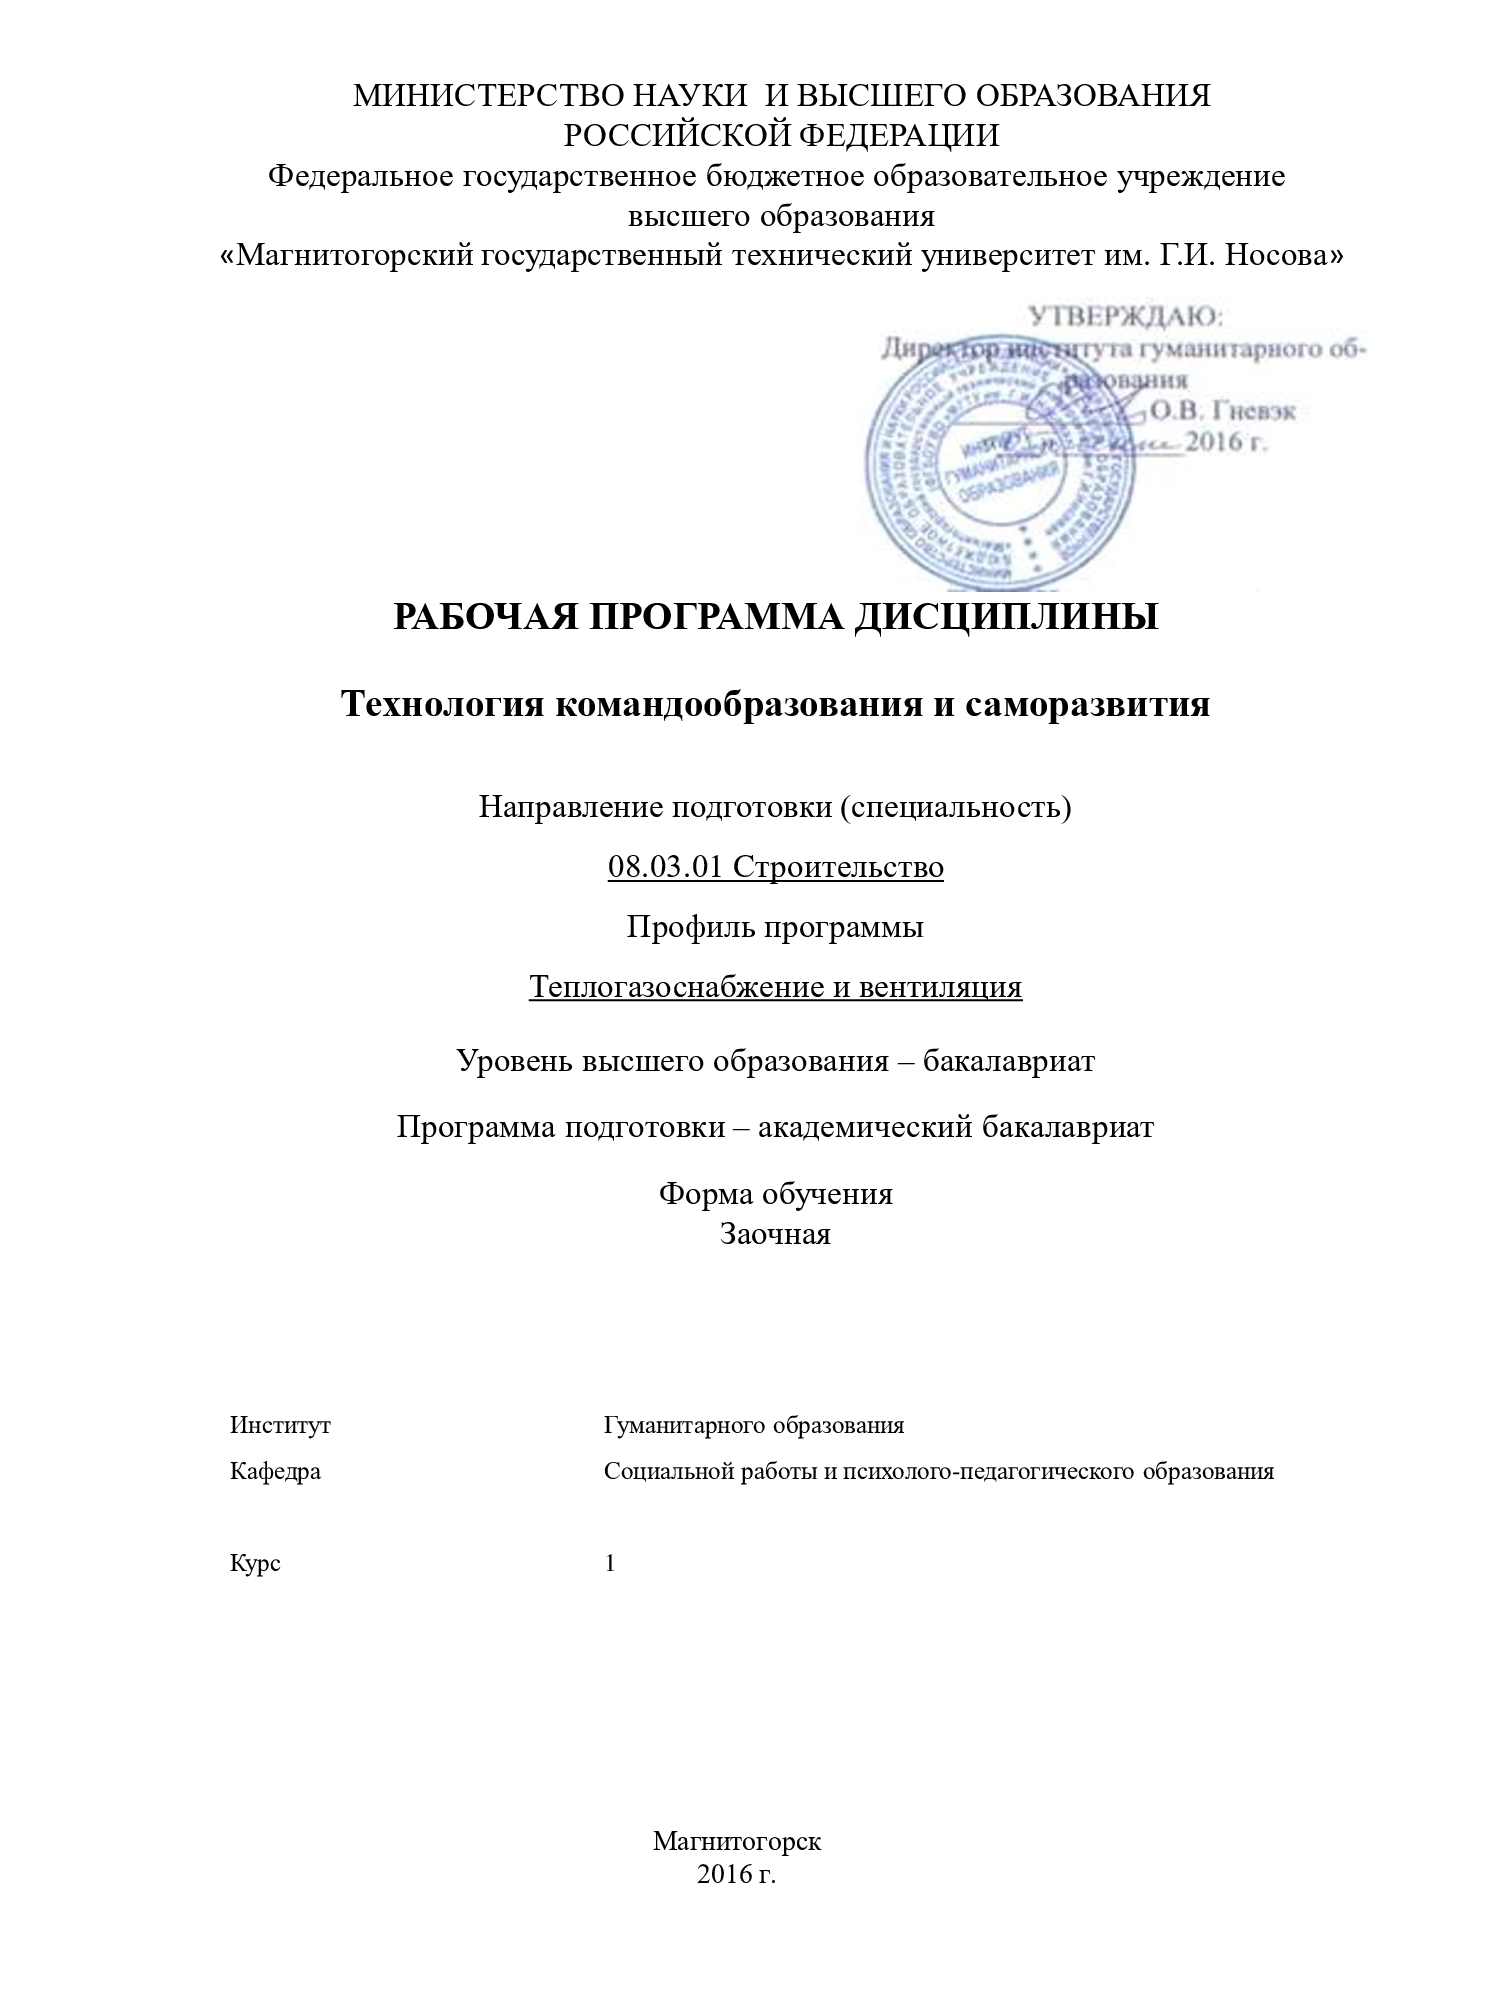 МИНИСТЕРСТВО НАУКИ И ВЫСШЕГО ОБРАЗОВАНИЯ
РОССИЙСКОЙ ФЕДЕРАЦИИ
Федеральное государственное бюджетное образовательное учреждение
высшего образования
«Магнитогорский государственный технический университет им. Г.И. Носова»
УТВЕРЖДАЮ:
Директор института гуманитарного об-
разования
О.В. Гневэк
2016 г.
ИНСТИТУТ
ГУМАНИТАРНОГО
ОБРАЗОВАНИЯ
РАБОЧАЯ ПРОГРАММА ДИСЦИПЛИНЫ
Технология командообразования и саморазвития
Направление подготовки (специальность)
08.03.01 Строительство
Профиль программы
Теплогазоснабжение и вентиляция
Уровень высшего образования – бакалавриат
Программа подготовки – академический бакалавриат
Форма обучения
Заочная
Институт Гуманитарного образования
Кафедра Социальной работы и психолого-педагогического образования
Курс 1
Магнитогорск
2016 г.